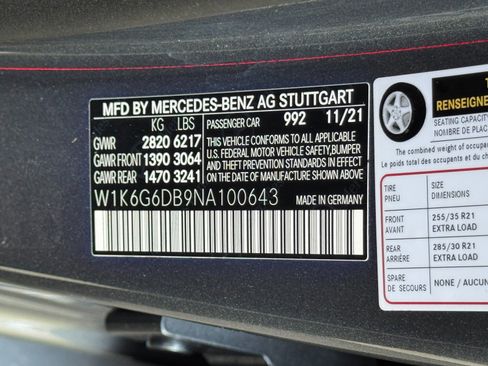 MFD BY MERCEDES-BENZ AG STUTTGART
KG LBS PASSENGER CAR 992 11/21
GVWR 2820 6217
GAWR FRONT 1390 3064
GAWR REAR 1470 3241
THIS VEHICLE CONFORMS TO ALL APPLICABLE
U.S. FEDERAL MOTOR VEHICLE SAFETY,BUMPER
AND THEFT PREVENTION STANDARDS IN EFFECT
ON THE DATE OF MANUFACTURE SHOWN ABOVE.
W1K6G6DB9NA100643 MADE IN GERMANY
RENSEIGNE
SEATING CAPACITY
NOMBRE DE PLAC
The combined weight of
Le poids total des occupants et du c
TIRE
PNEU
SIZE
DIMENSIONS
FRONT
AVANT
255/35 R21
EXTRA LOAD
REAR
ARRIÈRE
285/30 R21
EXTRA LOAD
SPARE
DE SECOURS
NONE / AUCUN